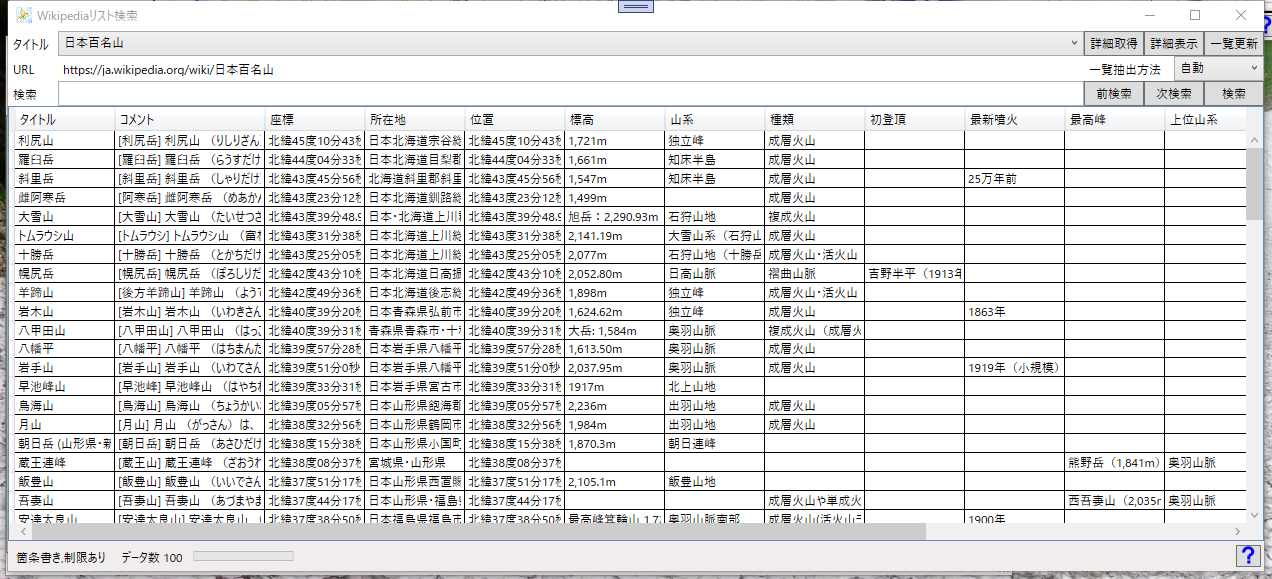 Wikipediaリスト検索
タイトル 日本百名山 詳細取得 詳細表示 一覧更新
URL https://ja.wikipedia.org/wiki/日本百名山 一覧抽出方法 自動
検索 前検索 次検索 検索
タイトル コメント 座標 所在地 位置 標高 山系 種類 初登頂 最新噴火 最高峰 上位山系
利尻山 [利尻岳] 利尻山 （りしりざん 北緯45度10分43秒 日本北海道宗谷総 北緯45度10分43秒 1,721m 独立峰 成層火山
羅臼岳 [羅臼岳] 羅臼岳 （らうすだけ 北緯44度04分33秒 日本北海道目梨郡 北緯44度04分33秒 1,661m 知床半島 成層火山
斜里岳 [斜里岳] 斜里岳 （しゃりだけ 北緯43度45分56秒 北海道斜里郡斜里 北緯43度45分56秒 1,547m 知床半島 成層火山 25万年前
雌阿寒岳 [阿寒岳] 雌阿寒岳 （めあかん 北緯43度23分12秒 日本北海道釧路総 北緯43度23分12秒 1,499m 成層火山
大雪山 [大雪山] 大雪山 （たいせつさ 北緯43度39分48.9 日本・北海道上川 北緯43度39分48.9 旭岳：2,290.93m 石狩山地 複成火山
トムラウシ山 [トムラウシ] トムラウシ山 （富 北緯43度31分38秒 日本北海道上川総 北緯43度31分38秒 2,141.19m 大雪山系（石狩山 成層火山
十勝岳 [十勝岳] 十勝岳 （とかちだけ 北緯43度25分05秒 日本北海道上川総 北緯43度25分05秒 2,077m 石狩山地（十勝岳 成層火山・活火山
幌尻岳 [幌尻岳] 幌尻岳 （ぽろしりだ 北緯42度43分10秒 日本北海道日高振 北緯42度43分10秒 2,052.80m 日高山脈 褶曲山脈 吉野半平（1913年
羊蹄山 [後方羊蹄山] 羊蹄山 （よう 北緯42度49分36秒 日本北海道後志総 北緯42度49分36秒 1,898m 独立峰 成層火山・活火山
岩木山 [岩木山] 岩木山 （いわきさん 北緯40度39分20秒 日本青森県弘前市 北緯40度39分20秒 1,624.62m 独立峰 成層火山 1863年
八甲田山 [八甲田山] 八甲田山 （はっこ 北緯40度39分31秒 青森県青森市・十和 北緯40度39分31秒 大岳: 1,584m 奥羽山脈 複成火山（成層火
八幡平 [八幡平] 八幡平 （はちまんた 北緯39度57分28秒 日本岩手県八幡平 北緯39度57分28秒 1,613.50m 奥羽山脈 成層火山
岩手山 [岩手山] 岩手山 （いわてさん 北緯39度51分0秒 日本岩手県八幡平 北緯39度51分0秒 2,037.95m 奥羽山脈 成層火山 1919年（小規模）
早池峰山 [早池峰] 早池峰山 （はやちね 北緯39度33分31秒 日本岩手県宮古市 北緯39度33分31秒 1917m 北上山地
鳥海山 [鳥海山] 鳥海山 （ちょうかい 北緯39度05分57秒 日本山形県飽海郡 北緯39度05分57秒 2,236m 出羽山地 成層火山
月山 [月山] 月山 （がっさん）は、 北緯38度32分56秒 日本山形県鶴岡市 北緯38度32分56秒 1,984m 出羽山地 成層火山
朝日岳 (山形県・新 [朝日岳] 朝日岳 （あさひだけ 北緯38度15分38秒 日本山形県小国町 北緯38度15分38秒 1,870.3m 朝日連峰
蔵王連峰 [蔵王山] 蔵王連峰 （ざおうれ 北緯38度08分37秒 宮城県・山形県 北緯38度08分37秒 熊野岳（1,841m） 奥羽山脈
飯豊山 [飯豊山] 飯豊山 （いいでさん 北緯37度51分17秒 日本山形県西置賜 北緯37度51分17秒 2,105.1m 飯豊山地
吾妻山 [吾妻山] 吾妻山 （あづまやま 北緯37度44分17秒 日本山形県・福島 北緯37度44分17秒 成層火山や単成火 西吾妻山（2,035m 奥羽山脈
安達太良山 [安達太良山] 安達太良山 （ 北緯37度38分50秒 日本福島県福島市 北緯37度38分50秒 最高峰箕輪山 1,72 奥羽山脈南部 成層火山(活火山ラ 1900年
箇条書き,制限あり データ数 100 ?